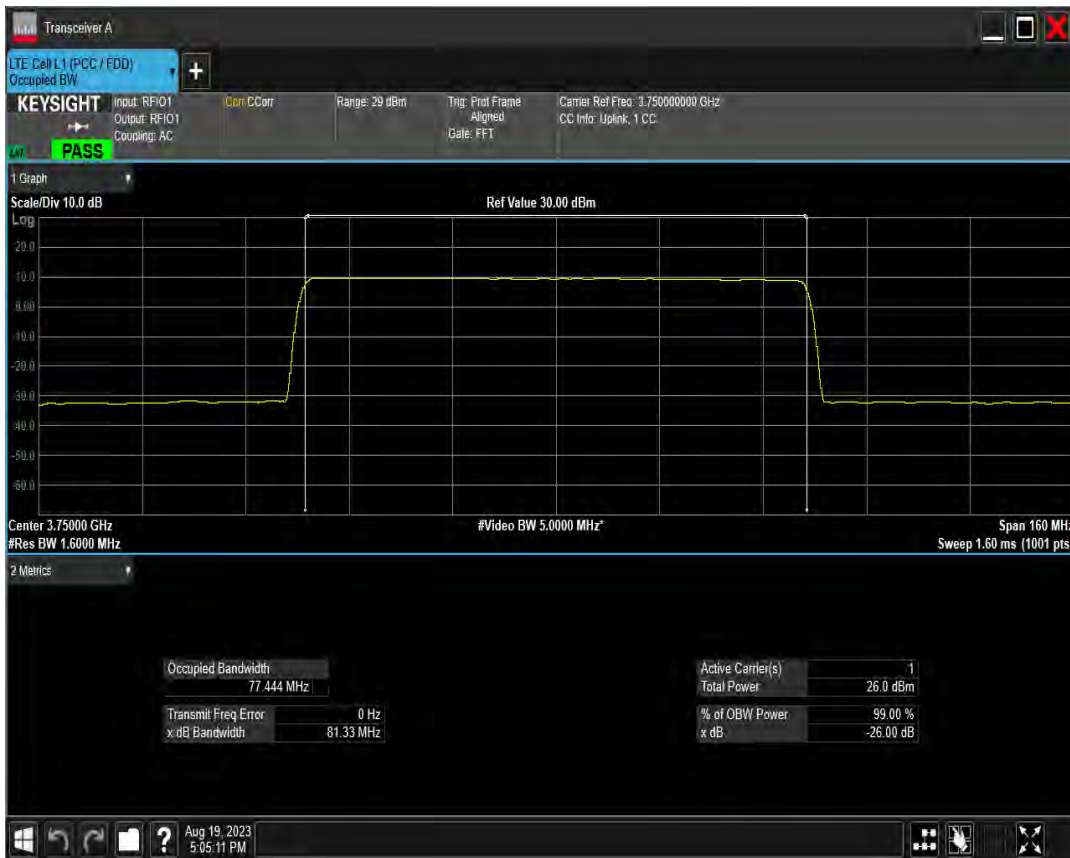 Transceiver A
LTE Cell L1 (PCC / FDD)
Occupied BW
+
KEYSIGHT
Input: RFIO1
Output: RFIO1
Coupling: AC
PASS
Corr CCorr
Range: 29 dBm
Trig: Prot Frame
Aligned
Gate: FFT
Carrier Ref Freq: 3.750000000 GHz
CC Info: Uplink, 1 CC
1 Graph
Scale/Div 10.0 dB
Ref Value 30.00 dBm
Log
20.0
10.0
0.00
-10.0
-20.0
-30.0
-40.0
-50.0
-60.0
Center 3.75000 GHz
#Video BW 5.0000 MHz*
Span 160 MHz
#Res BW 1.6000 MHz
Sweep 1.60 ms (1001 pts
2 Metrics
Occupied Bandwidth
77.444 MHz
Transmit Freq Error 0 Hz
x dB Bandwidth 81.33 MHz
Active Carrier(s) 1
Total Power 26.0 dBm
% of OBW Power 99.00 %
x dB -26.00 dB
?
Aug 19, 2023
5:05:11 PM